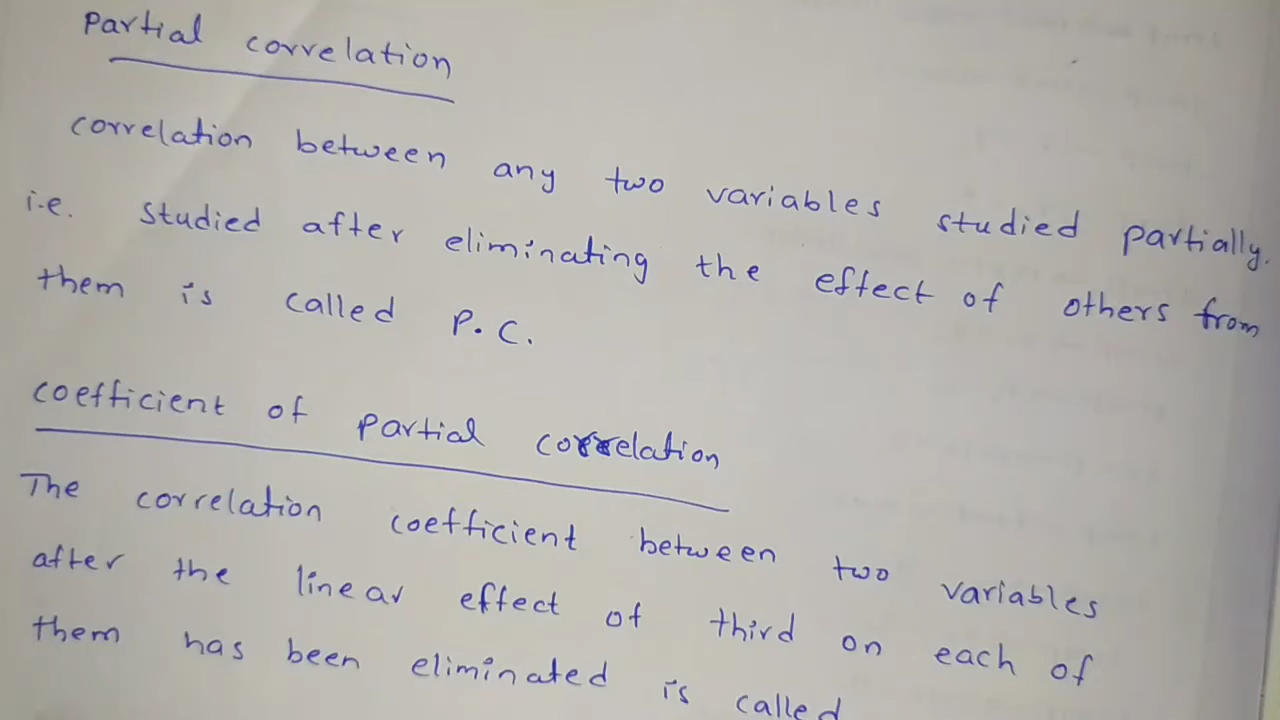 Partial correlation
correlation between any two variables studied partially.
i.e. studied after eliminating the effect of others from
them is called P.C.
coefficient of partial correlation
The correlation coefficient between two variables
after the linear effect of third on each of
them has been eliminated is called